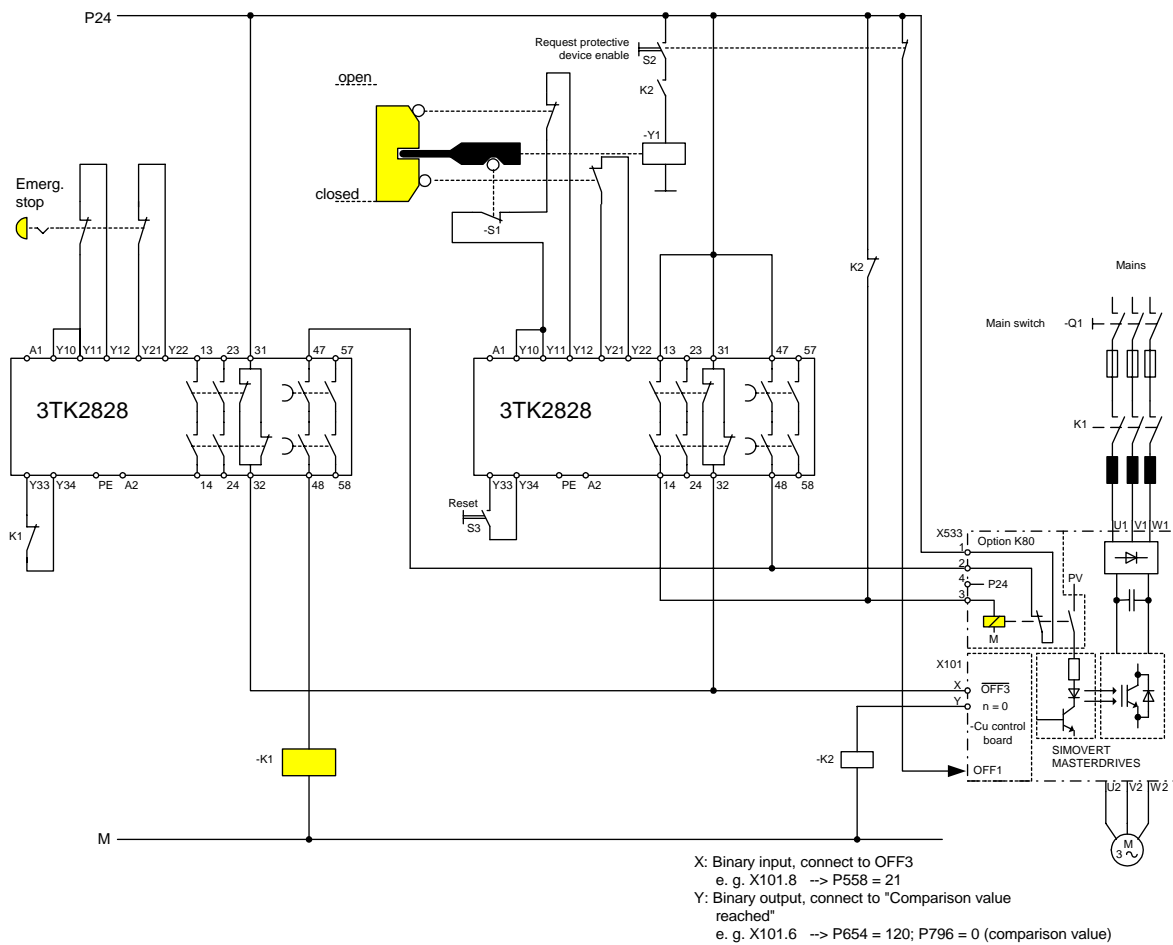 P24
Request protective
device enable
S2
open
K2
-Y1
Emerg.
stop
closed
-S1
K2
Mains
Main switch
-Q1
A1 Y10 Y11 Y12 Y21 Y22 13 23 31 47 57
A1 Y10 Y11 Y12 Y21 Y22 13 23 31 47 57
3TK2828
3TK2828
K1
Y33 Y34 PE A2 14 24 32 48 58
Y33 Y34 PE A2 14 24 32 48 58
Reset
S3
K1
U1 V1 W1
X533
Option K80
1
2
4
P24
PV
3
M
X101
X
OFF3
Y
n = 0
-Cu control
board
-K1
-K2
SIMOVERT
MASTERDRIVES
OFF1
U2 V2 W2
M
M
3
X: Binary input, connect to OFF3
e. g. X101.8 --> P558 = 21
Y: Binary output, connect to "Comparison value
reached"
e. g. X101.6 --> P654 = 120; P796 = 0 (comparison value)